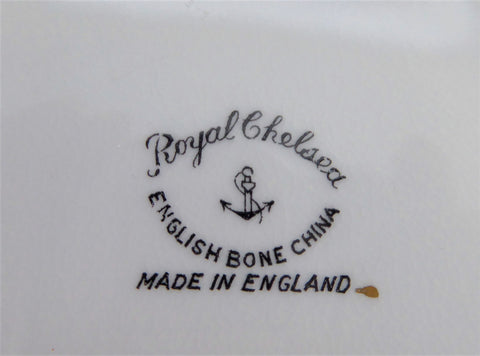 Royal Chelsea
ENGLISH BONE CHINA
MADE IN ENGLAND